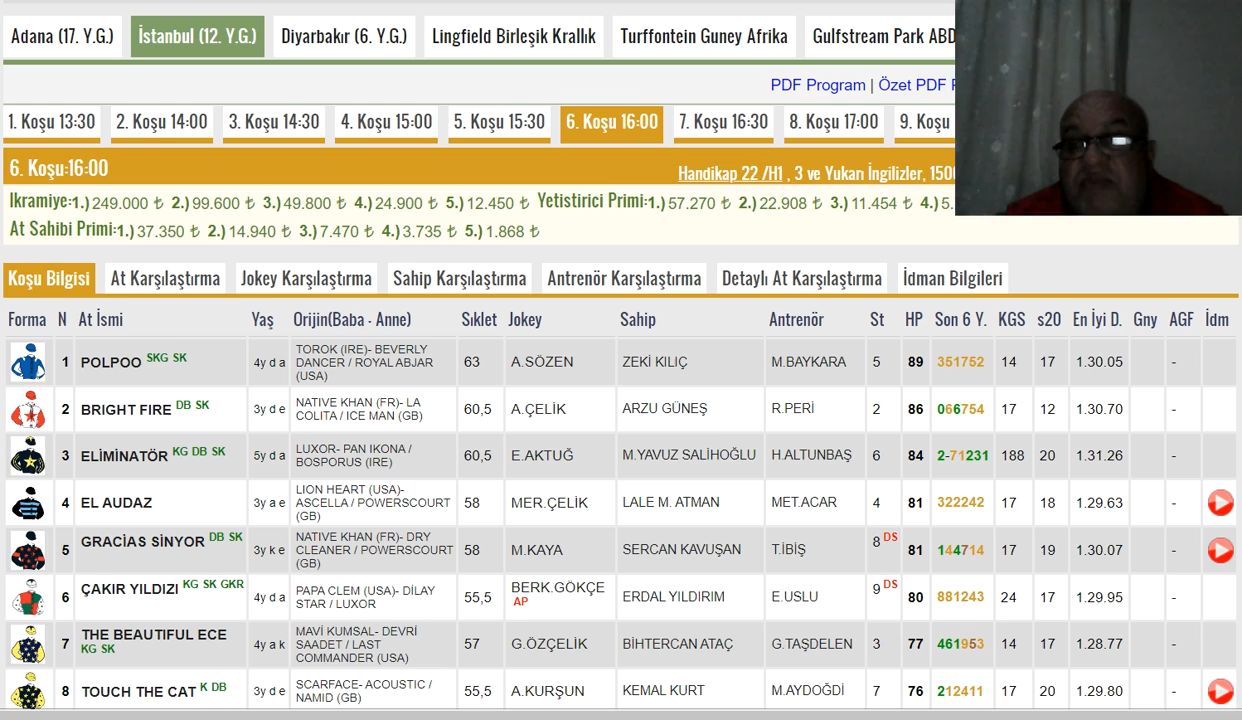 Adana (17. Y.G.) İstanbul (12. Y.G.) Diyarbakır (6. Y.G.) Lingfield Birleşik Krallık Turffontein Guney Afrika Gulfstream Park ABD
PDF Program | Özet PDF
1. Koşu 13:30 2. Koşu 14:00 3. Koşu 14:30 4. Koşu 15:00 5. Koşu 15:30 6. Koşu 16:00 7. Koşu 16:30 8. Koşu 17:00 9. Koşu
6. Koşu:16:00 Handikap 22 /H1 , 3 ve Yukarı İngilizler, 1500
Ikramiye:1.) 249.000 ₺ 2.) 99.600 ₺ 3.) 49.800 ₺ 4.) 24.900 ₺ 5.) 12.450 ₺ Yetistirici Primi:1.) 57.270 ₺ 2.) 22.908 ₺ 3.) 11.454 ₺ 4.) 5.
At Sahibi Primi:1.) 37.350 ₺ 2.) 14.940 ₺ 3.) 7.470 ₺ 4.) 3.735 ₺ 5.) 1.868 ₺
Koşu Bilgisi At Karşılaştırma Jokey Karşılaştırma Sahip Karşılaştırma Antrenör Karşılaştırma Detaylı At Karşılaştırma İdman Bilgileri
Forma N At İsmi Yaş Orijin(Baba - Anne) Sıklet Jokey Sahip Antrenör St HP Son 6 Y. KGS s20 En İyi D. Gny AGF İdm
1 POLPOO SKG SK 4y d a TOROK (IRE)- BEVERLY DANCER / ROYAL ABJAR (USA) 63 A.SÖZEN ZEKİ KILIÇ M.BAYKARA 5 89 351752 14 17 1.30.05 -
2 BRIGHT FIRE DB SK 3y d e NATIVE KHAN (FR)- LA COLITA / ICE MAN (GB) 60,5 A.ÇELİK ARZU GÜNEŞ R.PERİ 2 86 066754 17 12 1.30.70 -
3 ELİMİNATÖR KG DB SK 5y d a LUXOR- PAN IKONA / BOSPORUS (IRE) 60,5 E.AKTUĞ M.YAVUZ SALİHOĞLU H.ALTUNBAŞ 6 84 2-71231 188 20 1.31.26 -
4 EL AUDAZ 3y a e LION HEART (USA)- ASCELLA / POWERSCOURT (GB) 58 MER.ÇELİK LALE M. ATMAN MET.ACAR 4 81 322242 17 18 1.29.63 -
5 GRACİAS SİNYOR DB SK 3y k e NATIVE KHAN (FR)- DRY CLEANER / POWERSCOURT (GB) 58 M.KAYA SERCAN KAVUŞAN T.İBİŞ 8 DS 81 144714 17 19 1.30.07 -
6 ÇAKIR YILDIZI KG SK GKR 4y d a PAPA CLEM (USA)- DİLAY STAR / LUXOR 55,5 BERK.GÖKÇE AP ERDAL YILDIRIM E.USLU 9 DS 80 881243 24 17 1.29.95 -
7 THE BEAUTIFUL ECE KG SK 4y a k MAVİ KUMSAL- DEVRİ SAADET / LAST COMMANDER (USA) 57 G.ÖZÇELİK BİHTERCAN ATAÇ G.TAŞDELEN 3 77 461953 14 17 1.28.77 -
8 TOUCH THE CAT K DB 3y d e SCARFACE- ACOUSTIC / NAMID (GB) 55,5 A.KURŞUN KEMAL KURT M.AYDOĞDİ 7 76 212411 17 20 1.29.80 -